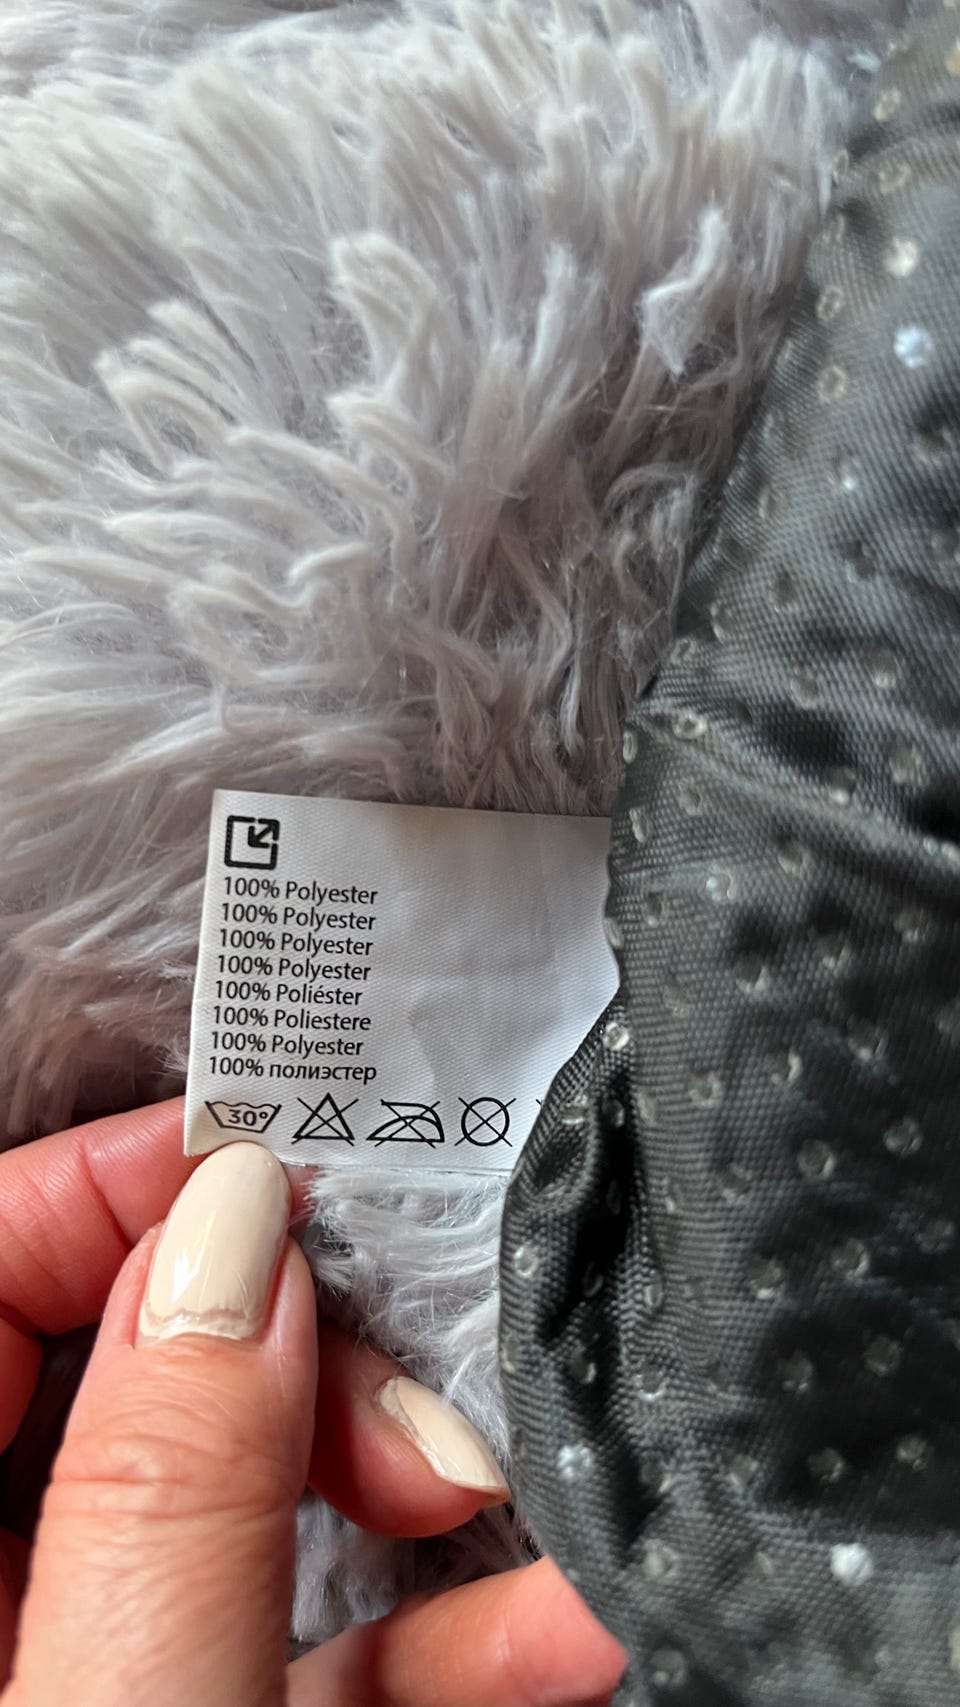 100% Polyester
100% Polyester
100% Polyester
100% Polyester
100% Poliéster
100% Poliestere
100% Polyester
100% полиэстер
30°